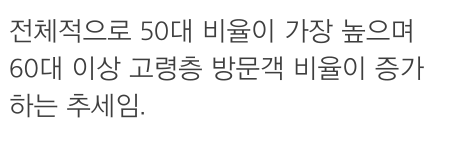 전체적으로 50대 비율이 가장 높으며
60대 이상 고령층 방문객 비율이 증가
하는 추세임.